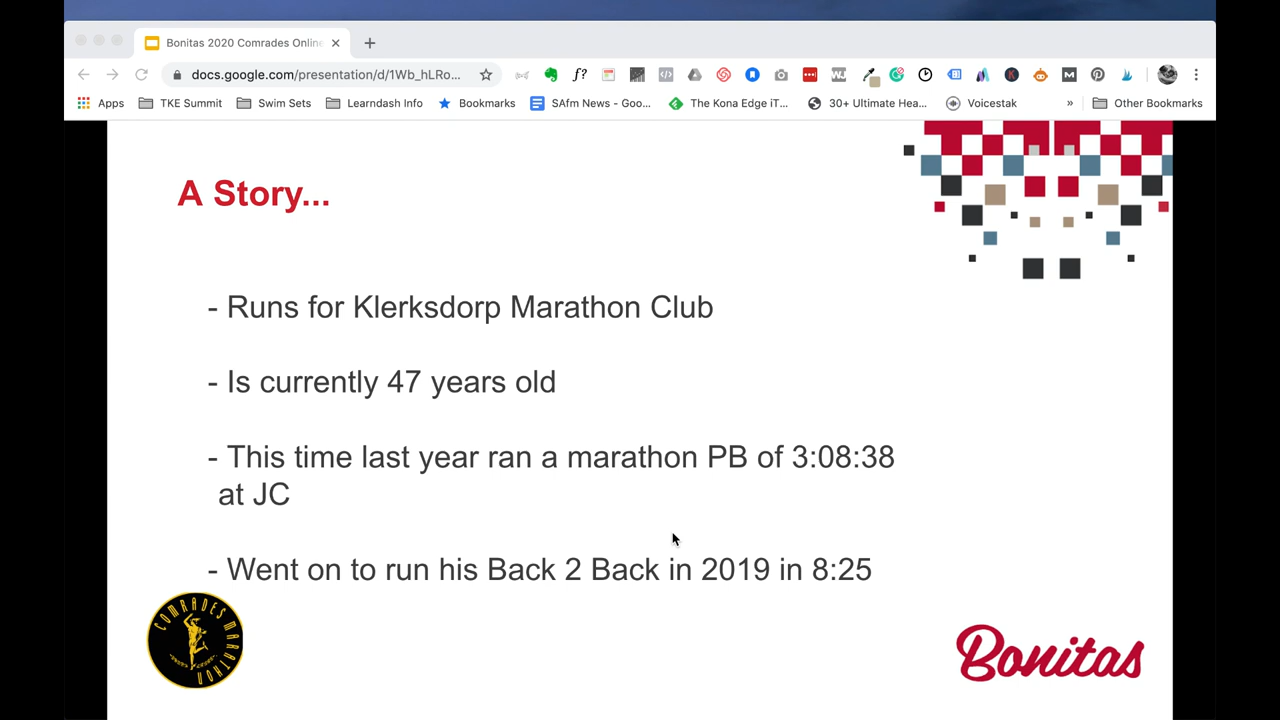 Bonitas 2020 Comrades Online
docs.google.com/presentation/d/1Wb_hLRo...
Apps TKE Summit Swim Sets Learndash Info Bookmarks SAfm News - Goo... The Kona Edge iT... 30+ Ultimate Hea... Voicestak » Other Bookmarks
A Story...
- Runs for Klerksdorp Marathon Club
- Is currently 47 years old
- This time last year ran a marathon PB of 3:08:38
at JC
- Went on to run his Back 2 Back in 2019 in 8:25
COMRADES MARATHON
Bonitas